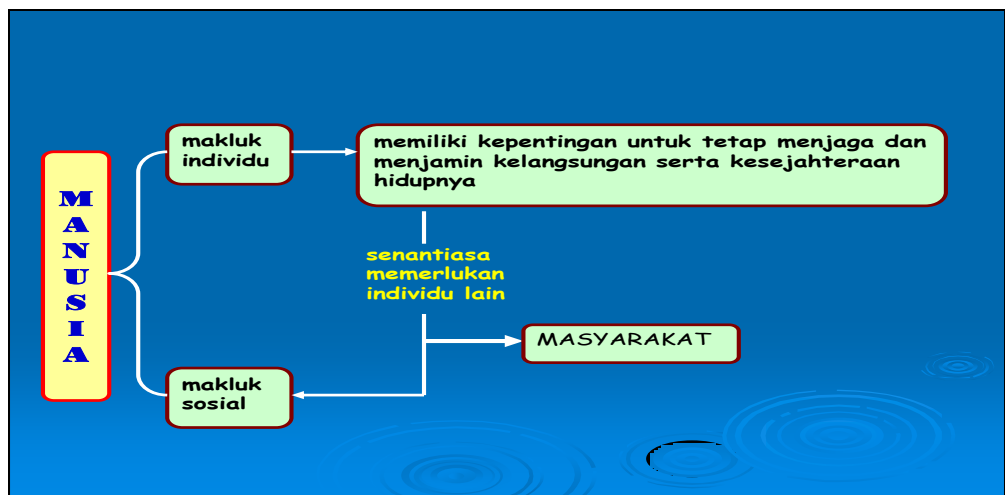 MANUSIA
makluk
individu
memiliki kepentingan untuk tetap menjaga dan
menjamin kelangsungan serta kesejahteraan
hidupnya
senantiasa
memerlukan
individu lain
MASYARAKAT
makluk
sosial